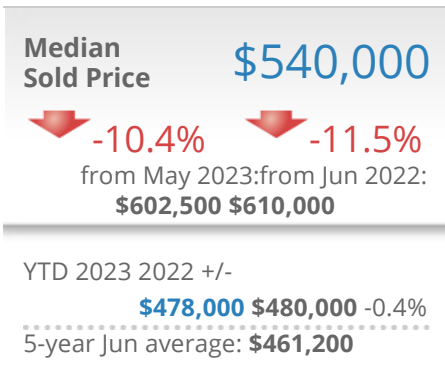 Median
Sold Price
$540,000
-10.4% -11.5%
from May 2023:from Jun 2022:
$602,500 $610,000
YTD 2023 2022 +/-
$478,000 $480,000 -0.4%
5-year Jun average: $461,200